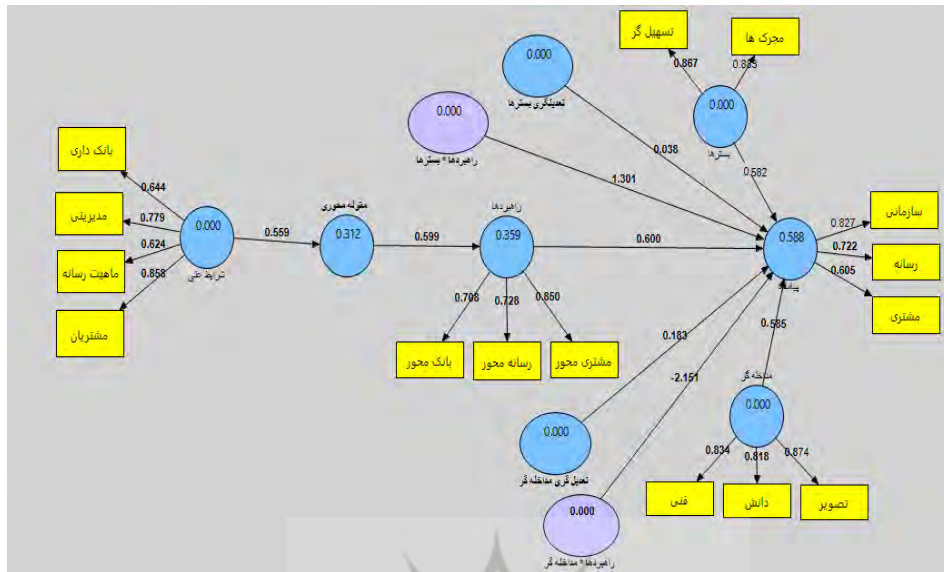 تسهیل گر
محرک ها
0.867
0.883
0.000
تعدیلگری بسترها
0.000
بسترها
0.000
راهبردها * بسترها
0.038
0.582
1.301
بانک داری
0.644
مدیریتی
0.779
ماهیت رسانه
0.624
مشتریان
0.858
0.000
شرایط علی
0.559
مقوله محوری
0.312
0.599
راهبردها
0.359
0.600
0.588
0.827
سازمانی
0.722
رسانه
0.605
مشتری
0.708
0.728
0.850
بانک محور
رسانه محور
مشتری محور
0.183
-2.151
0.585
مداخله گر
0.000
0.000
تعدیل گری مداخله گر
0.834
0.818
0.874
فنی
دانش
تصویر
0.000
راهبردها * مداخله گر